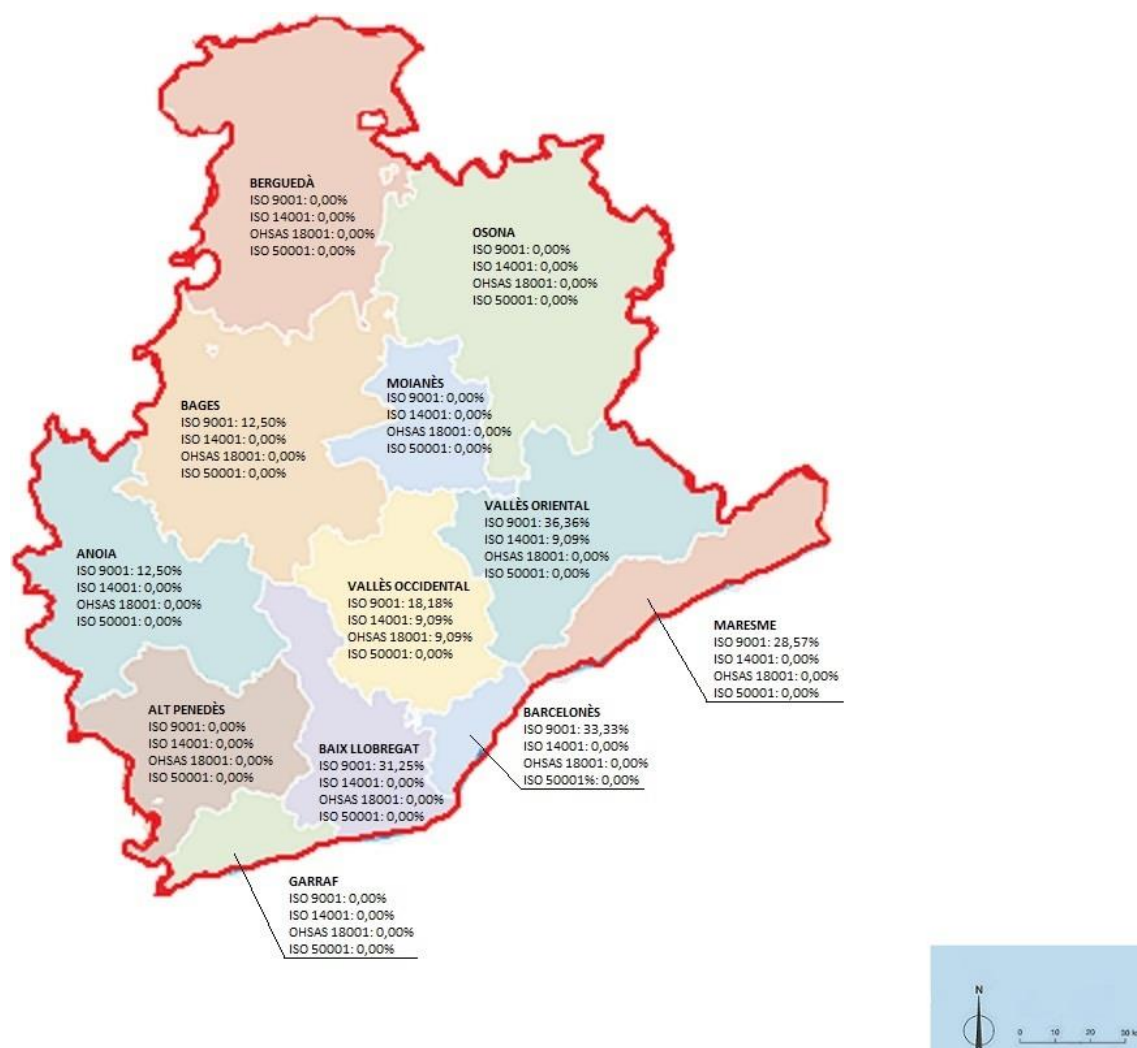 BERGUEDÀ
ISO 9001: 0,00%
ISO 14001: 0,00%
OHSAS 18001: 0,00%
ISO 50001: 0,00%
OSONA
ISO 9001: 0,00%
ISO 14001: 0,00%
OHSAS 18001: 0,00%
ISO 50001: 0,00%
MOIANÈS
ISO 9001: 0,00%
ISO 14001: 0,00%
OHSAS 18001: 0,00%
ISO 50001: 0,00%
BAGES
ISO 9001: 12,50%
ISO 14001: 0,00%
OHSAS 18001: 0,00%
ISO 50001: 0,00%
VALLÈS ORIENTAL
ISO 9001: 36,36%
ISO 14001: 9,09%
OHSAS 18001: 0,00%
ISO 50001: 0,00%
ANOIA
ISO 9001: 12,50%
ISO 14001: 0,00%
OHSAS 18001: 0,00%
ISO 50001: 0,00%
VALLÈS OCCIDENTAL
ISO 9001: 18,18%
ISO 14001: 9,09%
OHSAS 18001: 9,09%
ISO 50001: 0,00%
MARESME
ISO 9001: 28,57%
ISO 14001: 0,00%
OHSAS 18001: 0,00%
ISO 50001: 0,00%
ALT PENEDÈS
ISO 9001: 0,00%
ISO 14001: 0,00%
OHSAS 18001: 0,00%
ISO 50001: 0,00%
BARCELONÈS
ISO 9001: 33,33%
ISO 14001: 0,00%
OHSAS 18001: 0,00%
ISO 50001%: 0,00%
BAIX LLOBREGAT
ISO 9001: 31,25%
ISO 14001: 0,00%
OHSAS 18001: 0,00%
ISO 50001: 0,00%
GARRAF
ISO 9001: 0,00%
ISO 14001: 0,00%
OHSAS 18001: 0,00%
ISO 50001: 0,00%
N
0 10 20 30